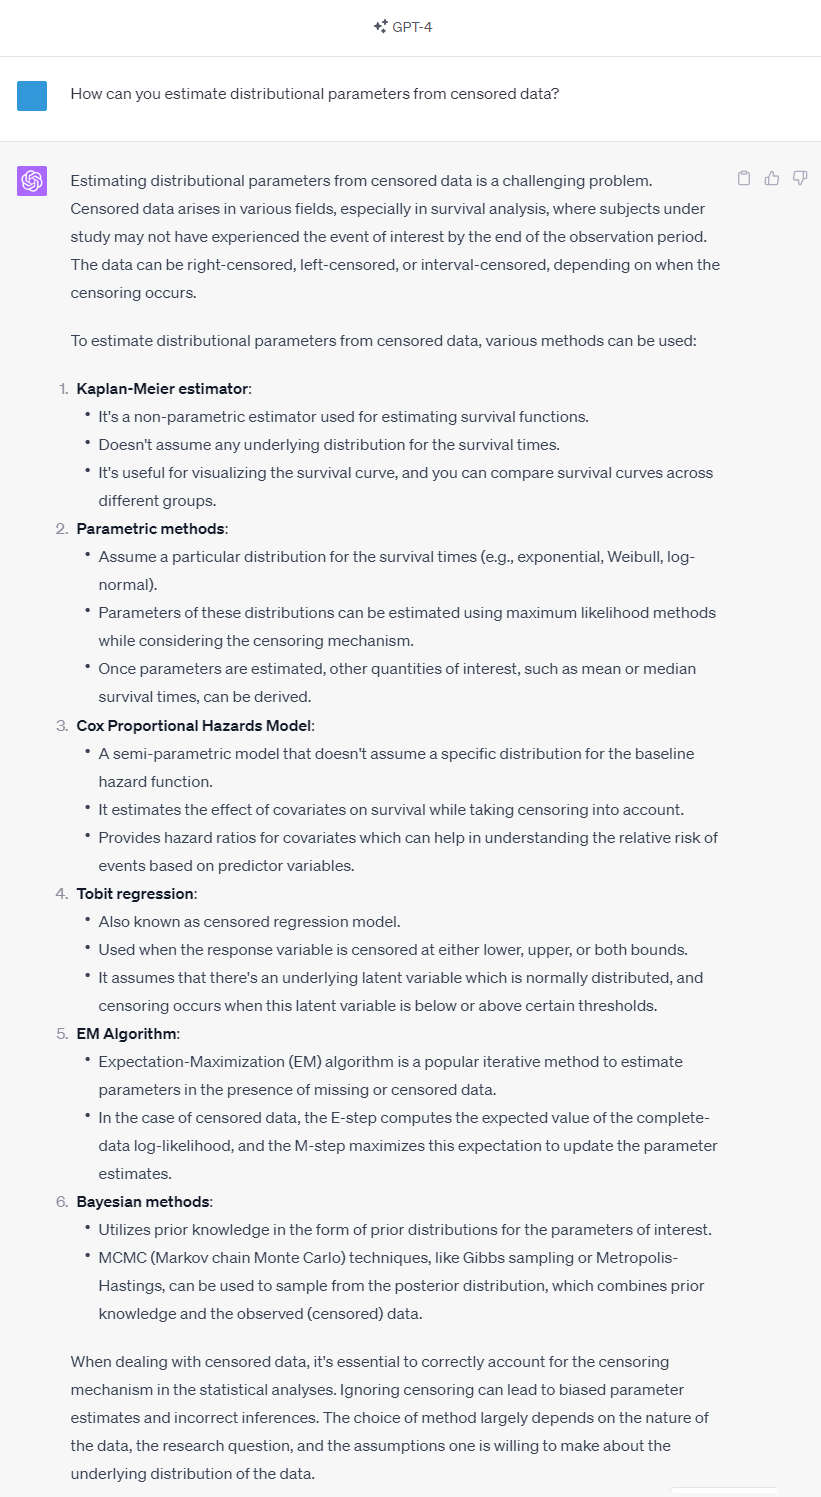 GPT-4
How can you estimate distributional parameters from censored data?
Estimating distributional parameters from censored data is a challenging problem.
Censored data arises in various fields, especially in survival analysis, where subjects under
study may not have experienced the event of interest by the end of the observation period.
The data can be right-censored, left-censored, or interval-censored, depending on when the
censoring occurs.
To estimate distributional parameters from censored data, various methods can be used:
1. Kaplan-Meier estimator:
• It's a non-parametric estimator used for estimating survival functions.
• Doesn't assume any underlying distribution for the survival times.
• It's useful for visualizing the survival curve, and you can compare survival curves across
different groups.
2. Parametric methods:
• Assume a particular distribution for the survival times (e.g., exponential, Weibull, log-
normal).
• Parameters of these distributions can be estimated using maximum likelihood methods
while considering the censoring mechanism.
• Once parameters are estimated, other quantities of interest, such as mean or median
survival times, can be derived.
3. Cox Proportional Hazards Model:
• A semi-parametric model that doesn't assume a specific distribution for the baseline
hazard function.
• It estimates the effect of covariates on survival while taking censoring into account.
• Provides hazard ratios for covariates which can help in understanding the relative risk of
events based on predictor variables.
4. Tobit regression:
• Also known as censored regression model.
• Used when the response variable is censored at either lower, upper, or both bounds.
• It assumes that there's an underlying latent variable which is normally distributed, and
censoring occurs when this latent variable is below or above certain thresholds.
5. EM Algorithm:
• Expectation-Maximization (EM) algorithm is a popular iterative method to estimate
parameters in the presence of missing or censored data.
• In the case of censored data, the E-step computes the expected value of the complete-
data log-likelihood, and the M-step maximizes this expectation to update the parameter
estimates.
6. Bayesian methods:
• Utilizes prior knowledge in the form of prior distributions for the parameters of interest.
• MCMC (Markov chain Monte Carlo) techniques, like Gibbs sampling or Metropolis-
Hastings, can be used to sample from the posterior distribution, which combines prior
knowledge and the observed (censored) data.
When dealing with censored data, it's essential to correctly account for the censoring
mechanism in the statistical analyses. Ignoring censoring can lead to biased parameter
estimates and incorrect inferences. The choice of method largely depends on the nature of
the data, the research question, and the assumptions one is willing to make about the
underlying distribution of the data.